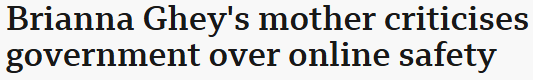 Brianna Ghey's mother criticises
government over online safety